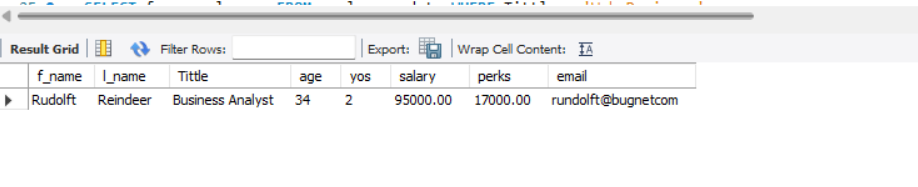 Result Grid Filter Rows: Export: Wrap Cell Content:
f_name l_name Tittle age yos salary perks email
Rudolft Reindeer Business Analyst 34 2 95000.00 17000.00 rundolft@bugnetcom